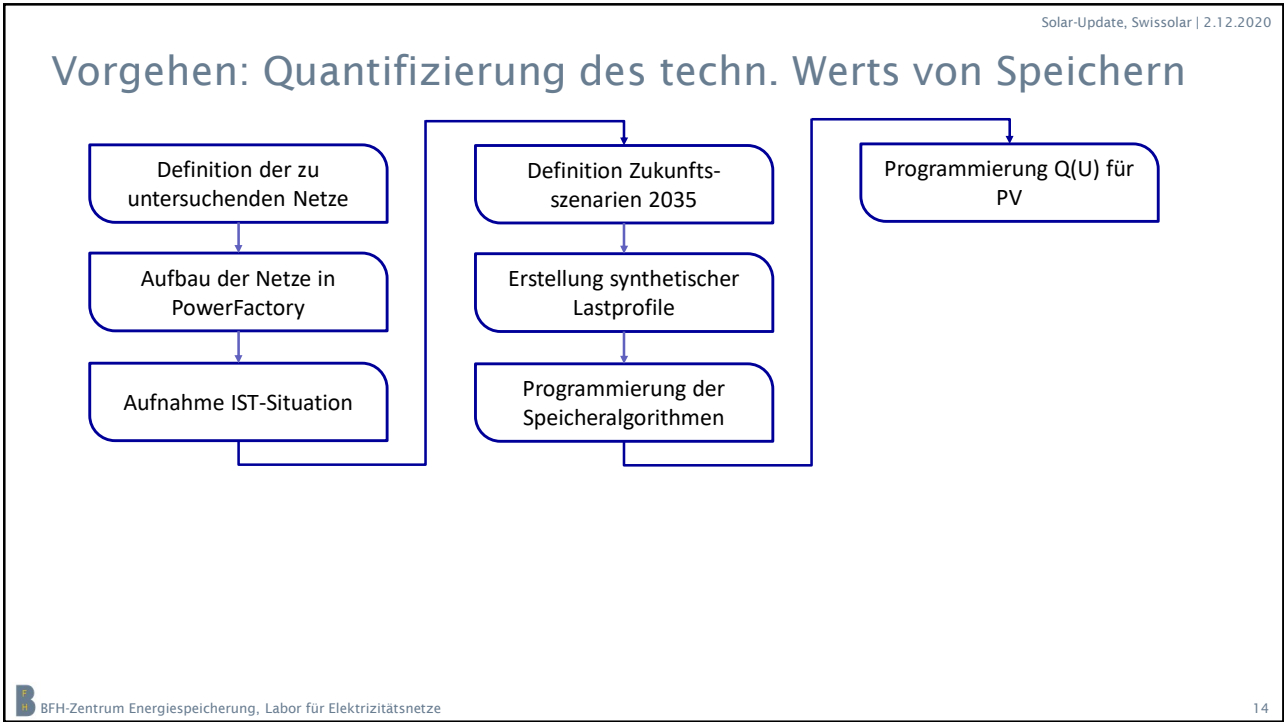 Solar-Update, Swissolar | 2.12.2020
Vorgehen: Quantifizierung des techn. Werts von Speichern
Definition der zu
untersuchenden Netze
Aufbau der Netze in
PowerFactory
Aufnahme IST-Situation
Definition Zukunfts-
szenarien 2035
Erstellung synthetischer
Lastprofile
Programmierung der
Speicheralgorithmen
Programmierung Q(U) für
PV
B
F
H
BFH-Zentrum Energiespeicherung, Labor für Elektrizitätsnetze
14